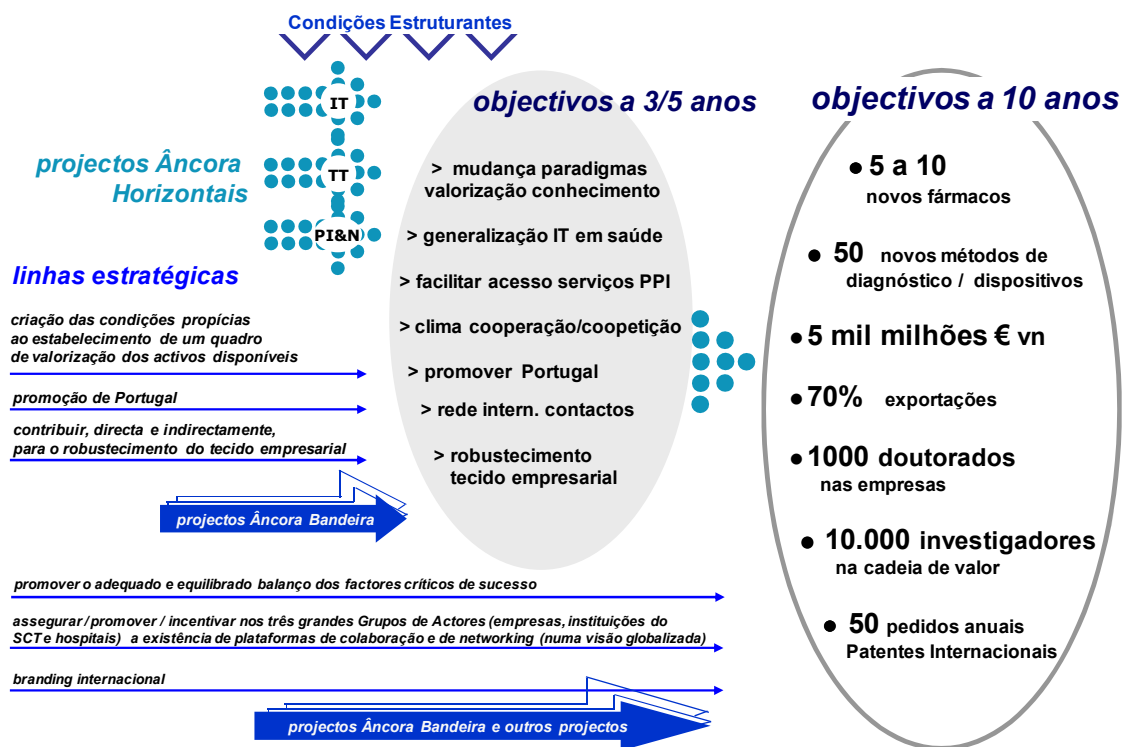 Condições Estruturantes
IT
TT
PI&N
projectos Âncora
Horizontais
linhas estratégicas
criação das condições propícias
ao estabelecimento de um quadro
de valorização dos activos disponíveis
promoção de Portugal
contribuir, directa e indirectamente,
para o robustecimento do tecido empresarial
projectos Âncora Bandeira
objectivos a 3/5 anos
> mudança paradigmas
valorização conhecimento
> generalização IT em saúde
> facilitar acesso serviços PPI
> clima cooperação/coopetição
> promover Portugal
> rede intern. contactos
> robustecimento
tecido empresarial
promover o adequado e equilibrado balanço dos factores críticos de sucesso
assegurar / promover / incentivar nos três grandes Grupos de Actores (empresas, instituições do
SCT e hospitais) a existência de plataformas de colaboração e de networking (numa visão globalizada)
branding internacional
projectos Âncora Bandeira e outros projectos
objectivos a 10 anos
● 5 a 10
novos fármacos
● 50 novos métodos de
diagnóstico / dispositivos
● 5 mil milhões € vn
● 70% exportações
● 1000 doutorados
nas empresas
● 10.000 investigadores
na cadeia de valor
● 50 pedidos anuais
Patentes Internacionais